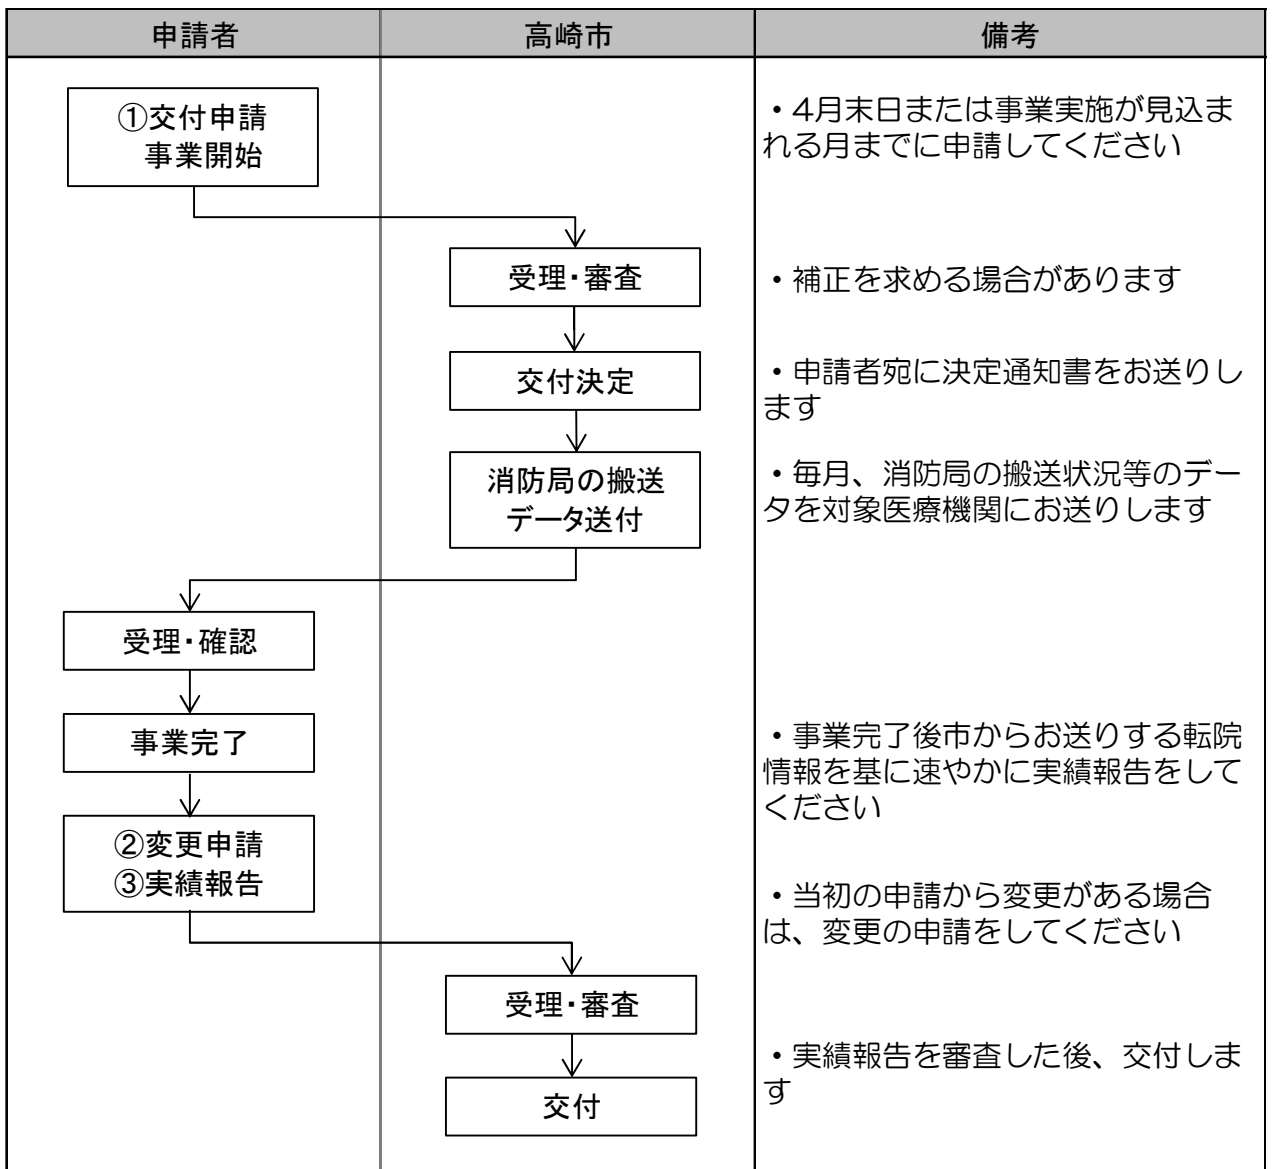 申請者
高崎市
備考
①交付申請
事業開始
・4月末日または事業実施が見込ま
れる月までに申請してください
受理・審査
・補正を求める場合があります
交付決定
・申請者宛に決定通知書をお送りし
ます
消防局の搬送
データ送付
・毎月、消防局の搬送状況等のデー
タを対象医療機関にお送りします
受理・確認
事業完了
・事業完了後市からお送りする転院
情報を基に速やかに実績報告をして
ください
②変更申請
③実績報告
・当初の申請から変更がある場合
は、変更の申請をしてください
受理・審査
・実績報告を審査した後、交付しま
す
交付